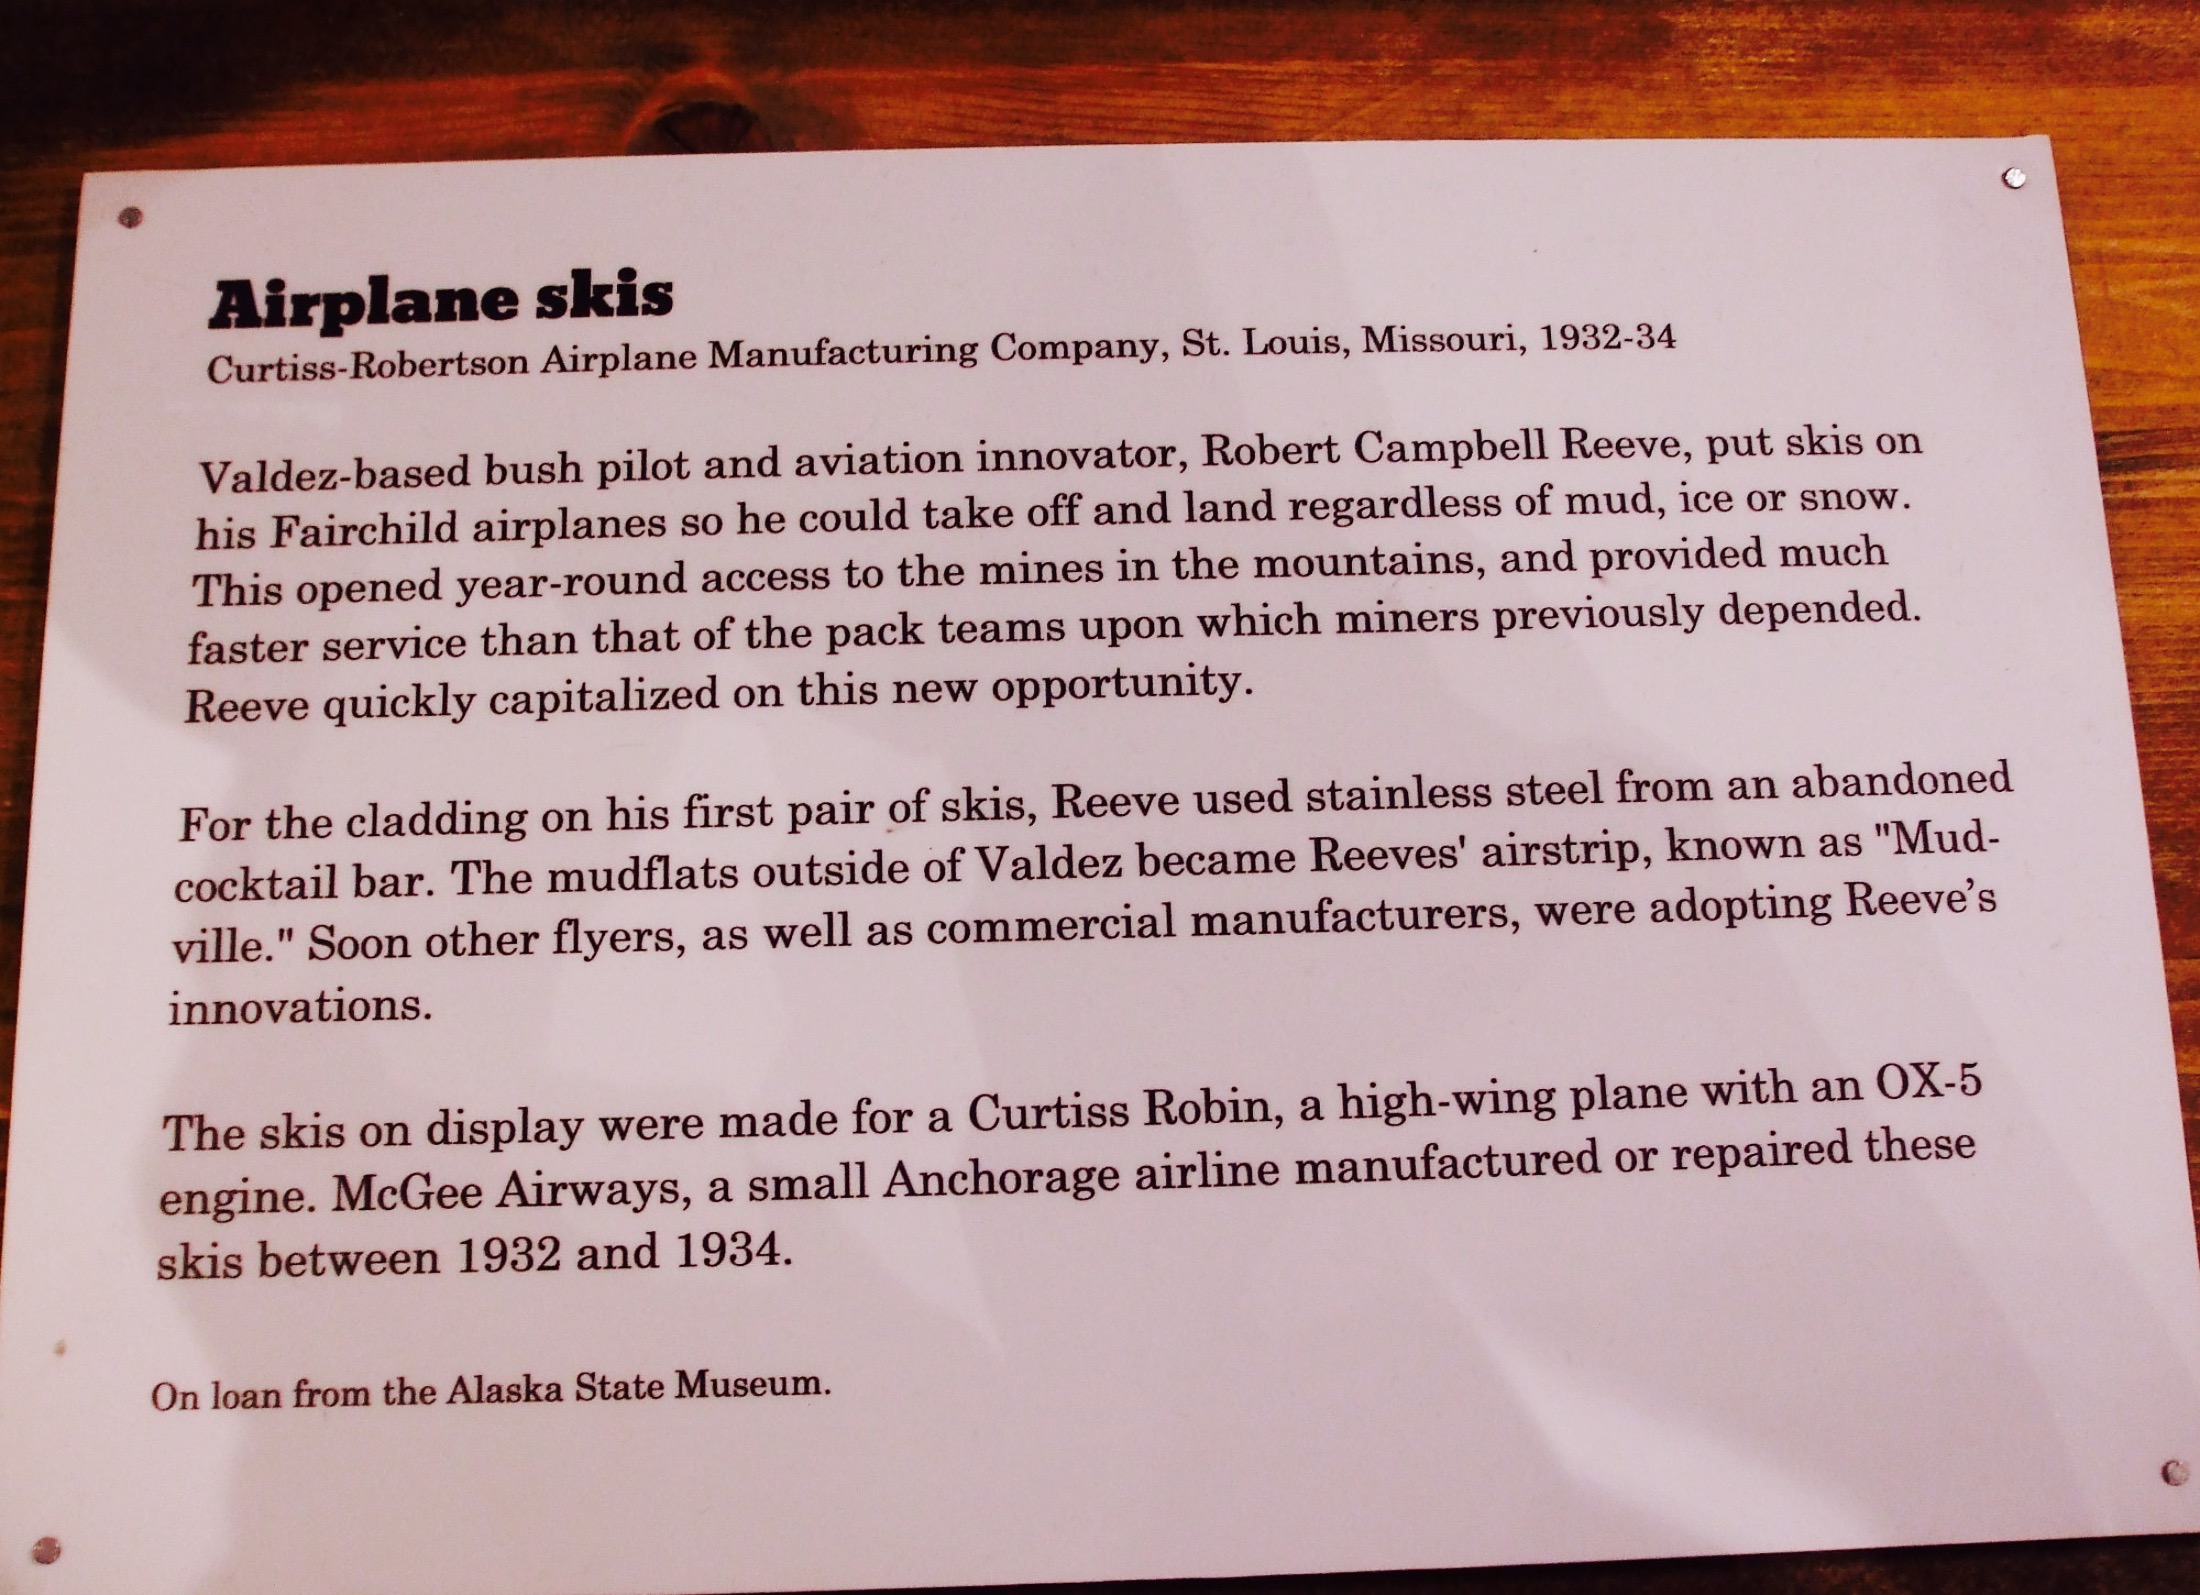 Airplane skis
Curtiss-Robertson Airplane Manufacturing Company, St. Louis, Missouri, 1932-34
Valdez-based bush pilot and aviation innovator, Robert Campbell Reeve, put skis on
his Fairchild airplanes so he could take off and land regardless of mud, ice or snow.
This opened year-round access to the mines in the mountains, and provided much
faster service than that of the pack teams upon which miners previously depended.
Reeve quickly capitalized on this new opportunity.
For the cladding on his first pair of skis, Reeve used stainless steel from an abandoned
cocktail bar. The mudflats outside of Valdez became Reeves' airstrip, known as "Mud-
ville." Soon other flyers, as well as commercial manufacturers, were adopting Reeve’s
innovations.
The skis on display were made for a Curtiss Robin, a high-wing plane with an OX-5
engine. McGee Airways, a small Anchorage airline manufactured or repaired these
skis between 1932 and 1934.
On loan from the Alaska State Museum.